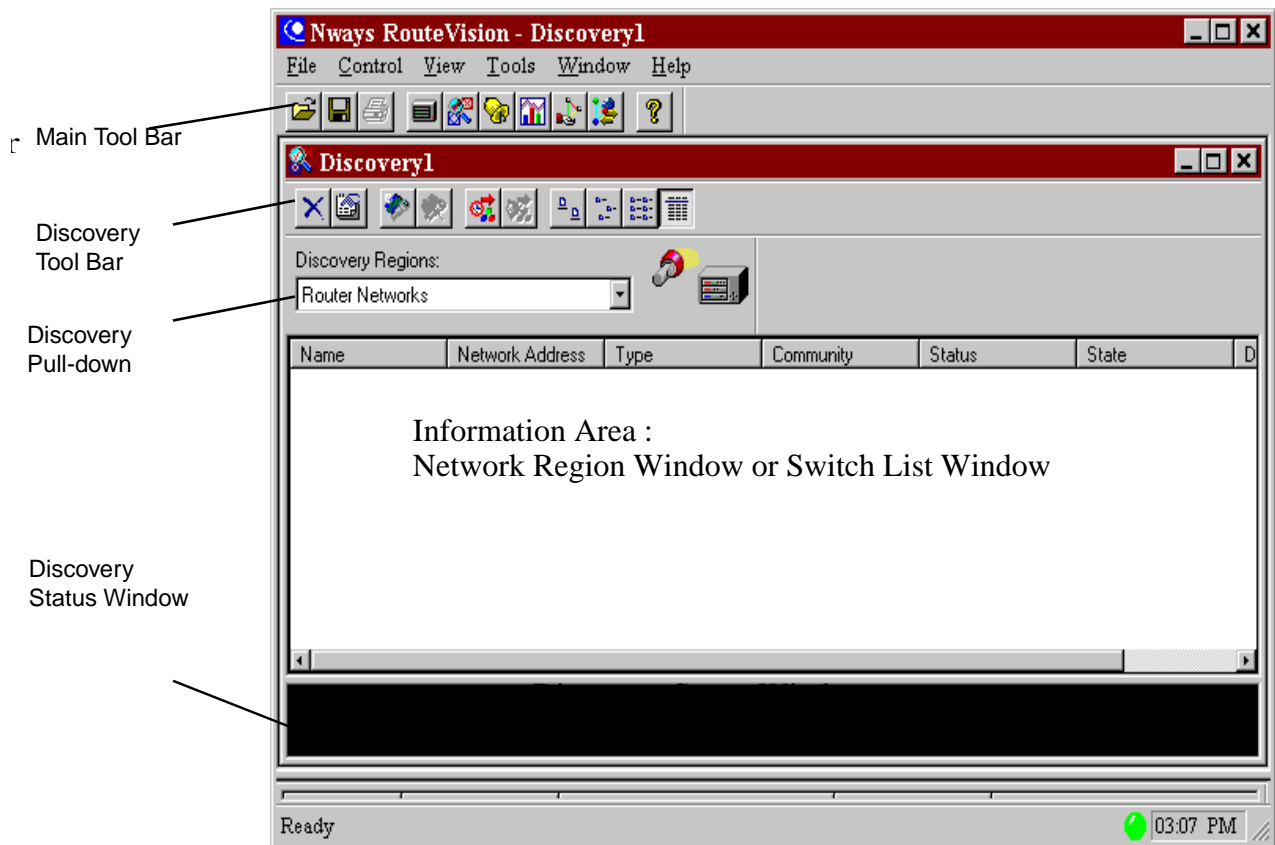 Nways RouteVision - Discovery1
File Control View Tools Window Help
r Main Tool Bar
Discovery1
Discovery
Tool Bar
Discovery Regions:
Router Networks
Discovery
Pull-down
Name Network Address Type Community Status State D
Information Area :
Network Region Window or Switch List Window
Discovery
Status Window
Ready 03:07 PM